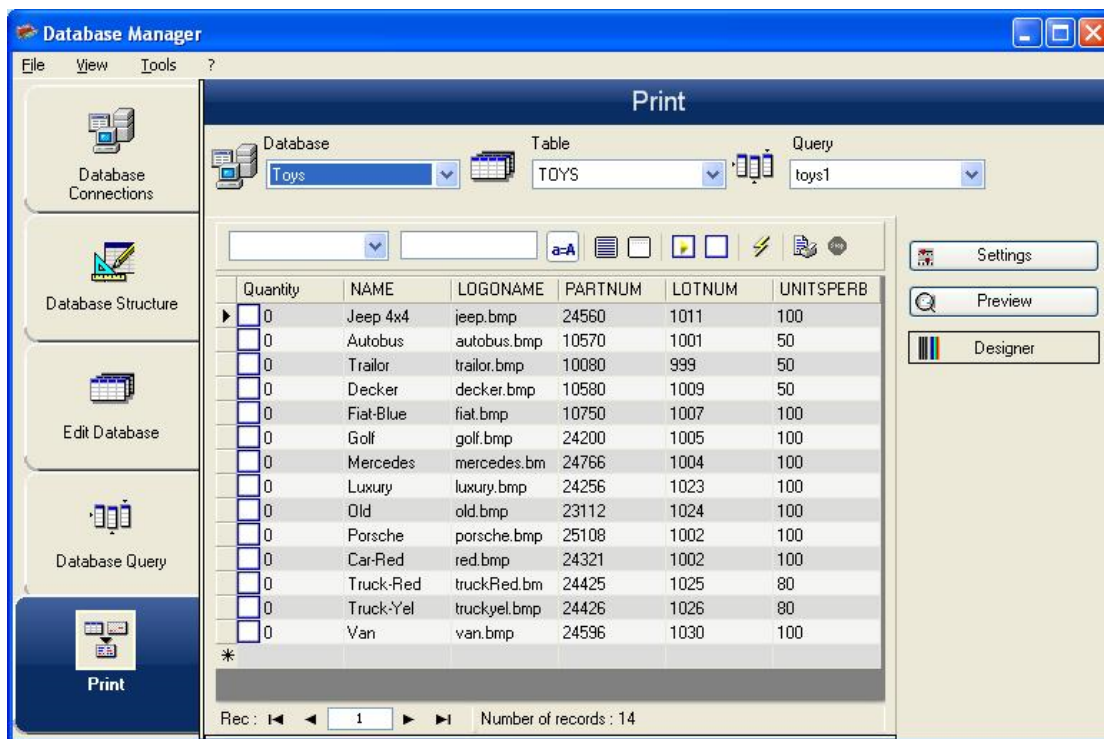 Database Manager
File View Tools ?
Print
Database Table Query
Toys TOYS toys1
Database
Connections
Database Structure
Edit Database
Database Query
Print
a=A
Settings
Preview
Designer
Quantity NAME LOGONAME PARTNUM LOTNUM UNITSPERB
0 Jeep 4x4 jeep.bmp 24560 1011 100
0 Autobus autobus.bmp 10570 1001 50
0 Trailor trailor.bmp 10080 999 50
0 Decker decker.bmp 10580 1009 50
0 Fiat-Blue fiat.bmp 10750 1007 100
0 Golf golf.bmp 24200 1005 100
0 Mercedes mercedes.bm 24766 1004 100
0 Luxury luxury.bmp 24256 1023 100
0 Old old.bmp 23112 1024 100
0 Porsche porsche.bmp 25108 1002 100
0 Car-Red red.bmp 24321 1002 100
0 Truck-Red truckRed.bm 24425 1025 80
0 Truck-Yel truckyel.bmp 24426 1026 80
0 Van van.bmp 24596 1030 100
Rec : 1 Number of records : 14